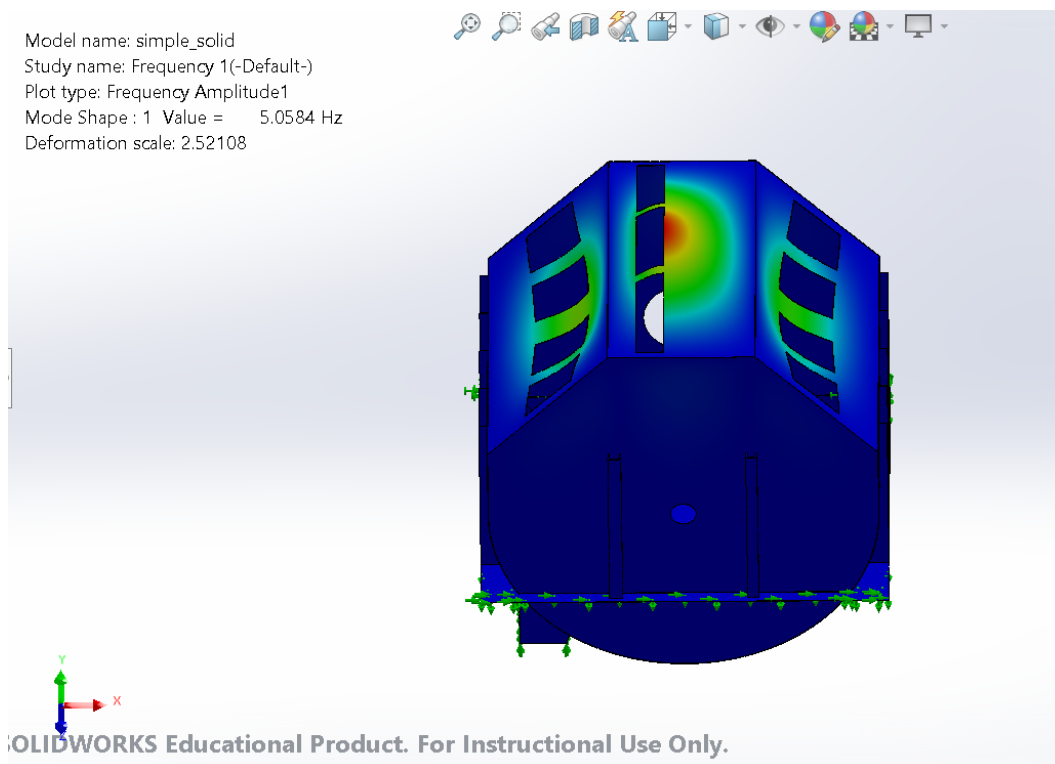 Model name: simple_solid
Study name: Frequency 1(-Default-)
Plot type: Frequency Amplitude1
Mode Shape : 1 Value = 5.0584 Hz
Deformation scale: 2.52108
Y
X
SOLIDWORKS Educational Product. For Instructional Use Only.